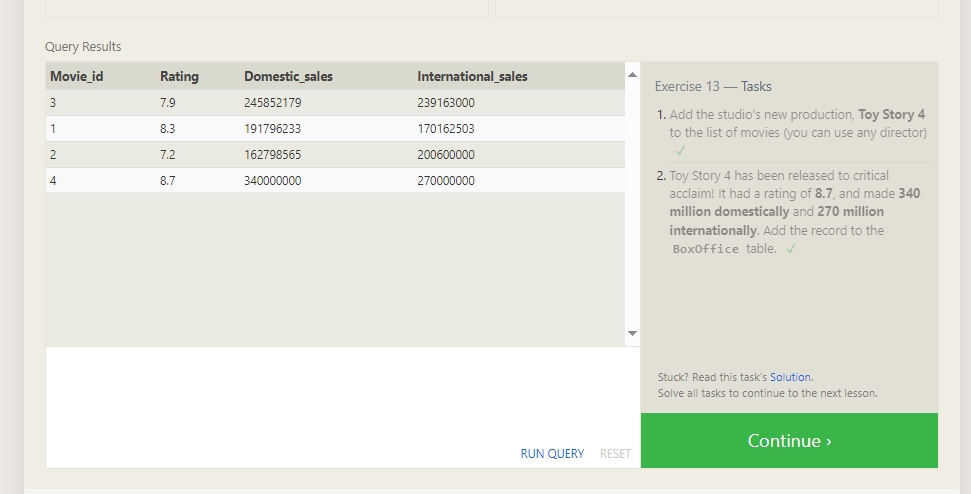 Query Results
Movie_id Rating Domestic_sales International_sales
3 7.9 245852179 239163000
1 8.3 191796233 170162503
2 7.2 162798565 200600000
4 8.7 340000000 270000000
RUN QUERY RESET
Exercise 13 — Tasks
1. Add the studio's new production, Toy Story 4
to the list of movies (you can use any director)
✓
2. Toy Story 4 has been released to critical
acclaim! It had a rating of 8.7, and made 340
million domestically and 270 million
internationally. Add the record to the
BoxOffice table. ✓
Stuck? Read this task's Solution.
Solve all tasks to continue to the next lesson.
Continue ›